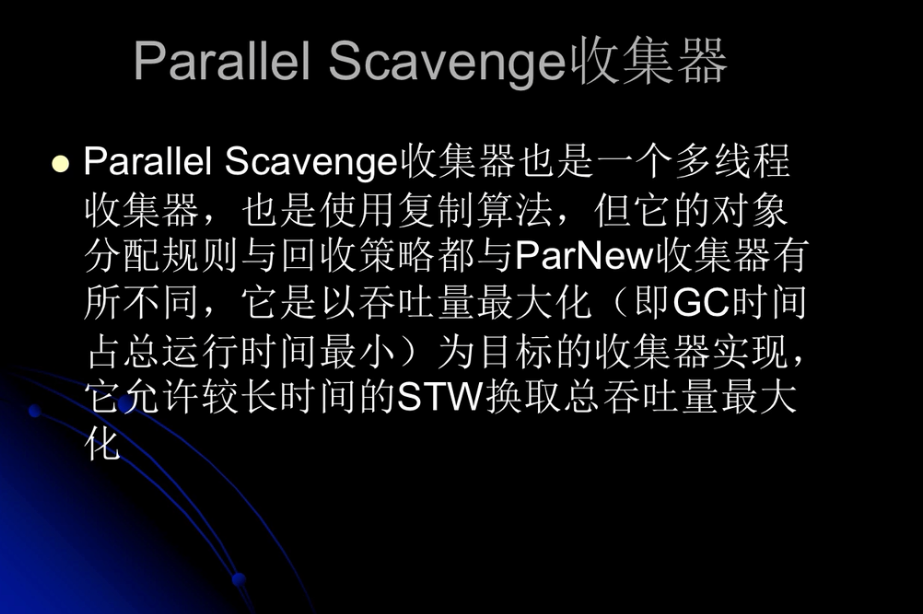 Parallel Scavenge收集器
Parallel Scavenge收集器也是一个多线程
收集器，也是使用复制算法，但它的对象
分配规则与回收策略都与ParNew收集器有
所不同，它是以吞吐量最大化（即GC时间
占总运行时间最小）为目标的收集器实现，
它允许较长时间的STW换取总吞吐量最大
化